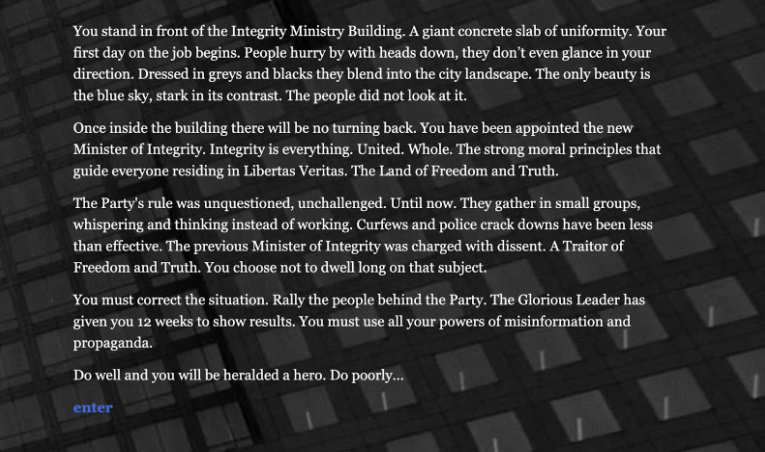 You stand in front of the Integrity Ministry Building. A giant concrete slab of uniformity. Your
first day on the job begins. People hurry by with heads down, they don’t even glance in your
direction. Dressed in greys and blacks they blend into the city landscape. The only beauty is
the blue sky, stark in its contrast. The people did not look at it.
Once inside the building there will be no turning back. You have been appointed the new
Minister of Integrity. Integrity is everything. United. Whole. The strong moral principles that
guide everyone residing in Libertas Veritas. The Land of Freedom and Truth.
The Party's rule was unquestioned, unchallenged. Until now. They gather in small groups,
whispering and thinking instead of working. Curfews and police crack downs have been less
than effective. The previous Minister of Integrity was charged with dissent. A Traitor of
Freedom and Truth. You choose not to dwell long on that subject.
You must correct the situation. Rally the people behind the Party. The Glorious Leader has
given you 12 weeks to show results. You must use all your powers of misinformation and
propaganda.
Do well and you will be heralded a hero. Do poorly...
enter